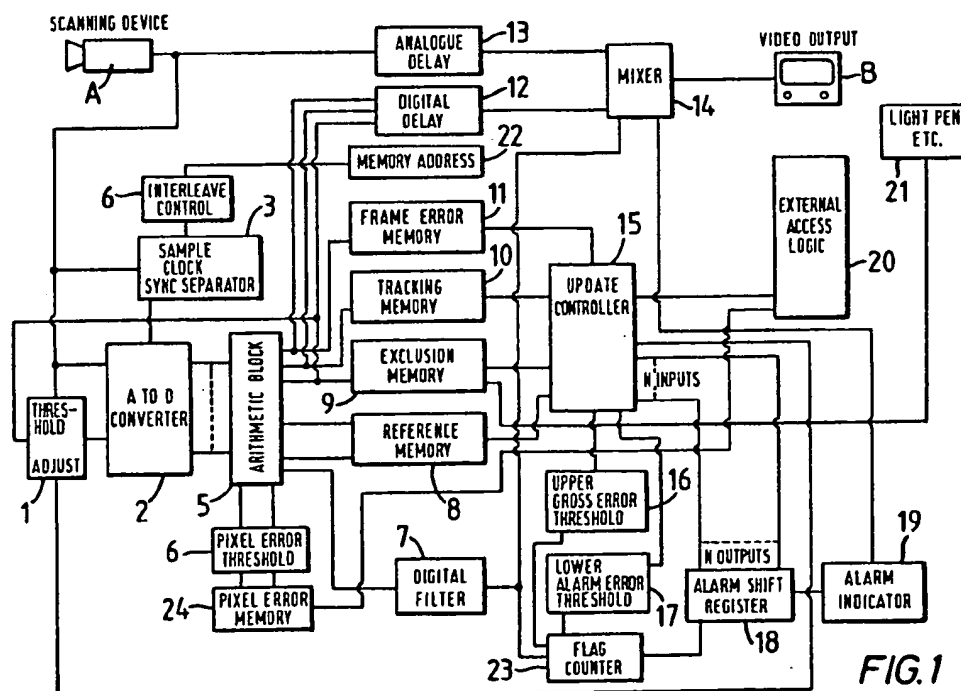 SCANNING DEVICE
A
ANALOGUE
DELAY
13
MIXER
14
VIDEO OUTPUT
B
DIGITAL
DELAY
12
LIGHT PEN
ETC.
21
MEMORY ADDRESS
22
6
INTERLEAVE
CONTROL
3
SAMPLE
CLOCK
SYNC SEPARATOR
FRAME ERROR
MEMORY
11
15
EXTERNAL
ACCESS
LOGIC
20
TRACKING
MEMORY
10
UPDATE
CONTROLLER
THRES-
HOLD
ADJUST
1
A TO D
CONVERTER
2
ARITHMETIC BLOCK
5
EXCLUSION
MEMORY
9
N INPUTS
REFERENCE
MEMORY
8
UPPER
GROSS ERROR
THRESHOLD
16
6
PIXEL ERROR
THRESHOLD
7
DIGITAL
FILTER
LOWER
ALARM ERROR
THRESHOLD
17
N OUTPUTS
19
ALARM
INDICATOR
24
PIXEL ERROR
MEMORY
ALARM SHIFT
REGISTER
18
23
FLAG
COUNTER
FIG.1